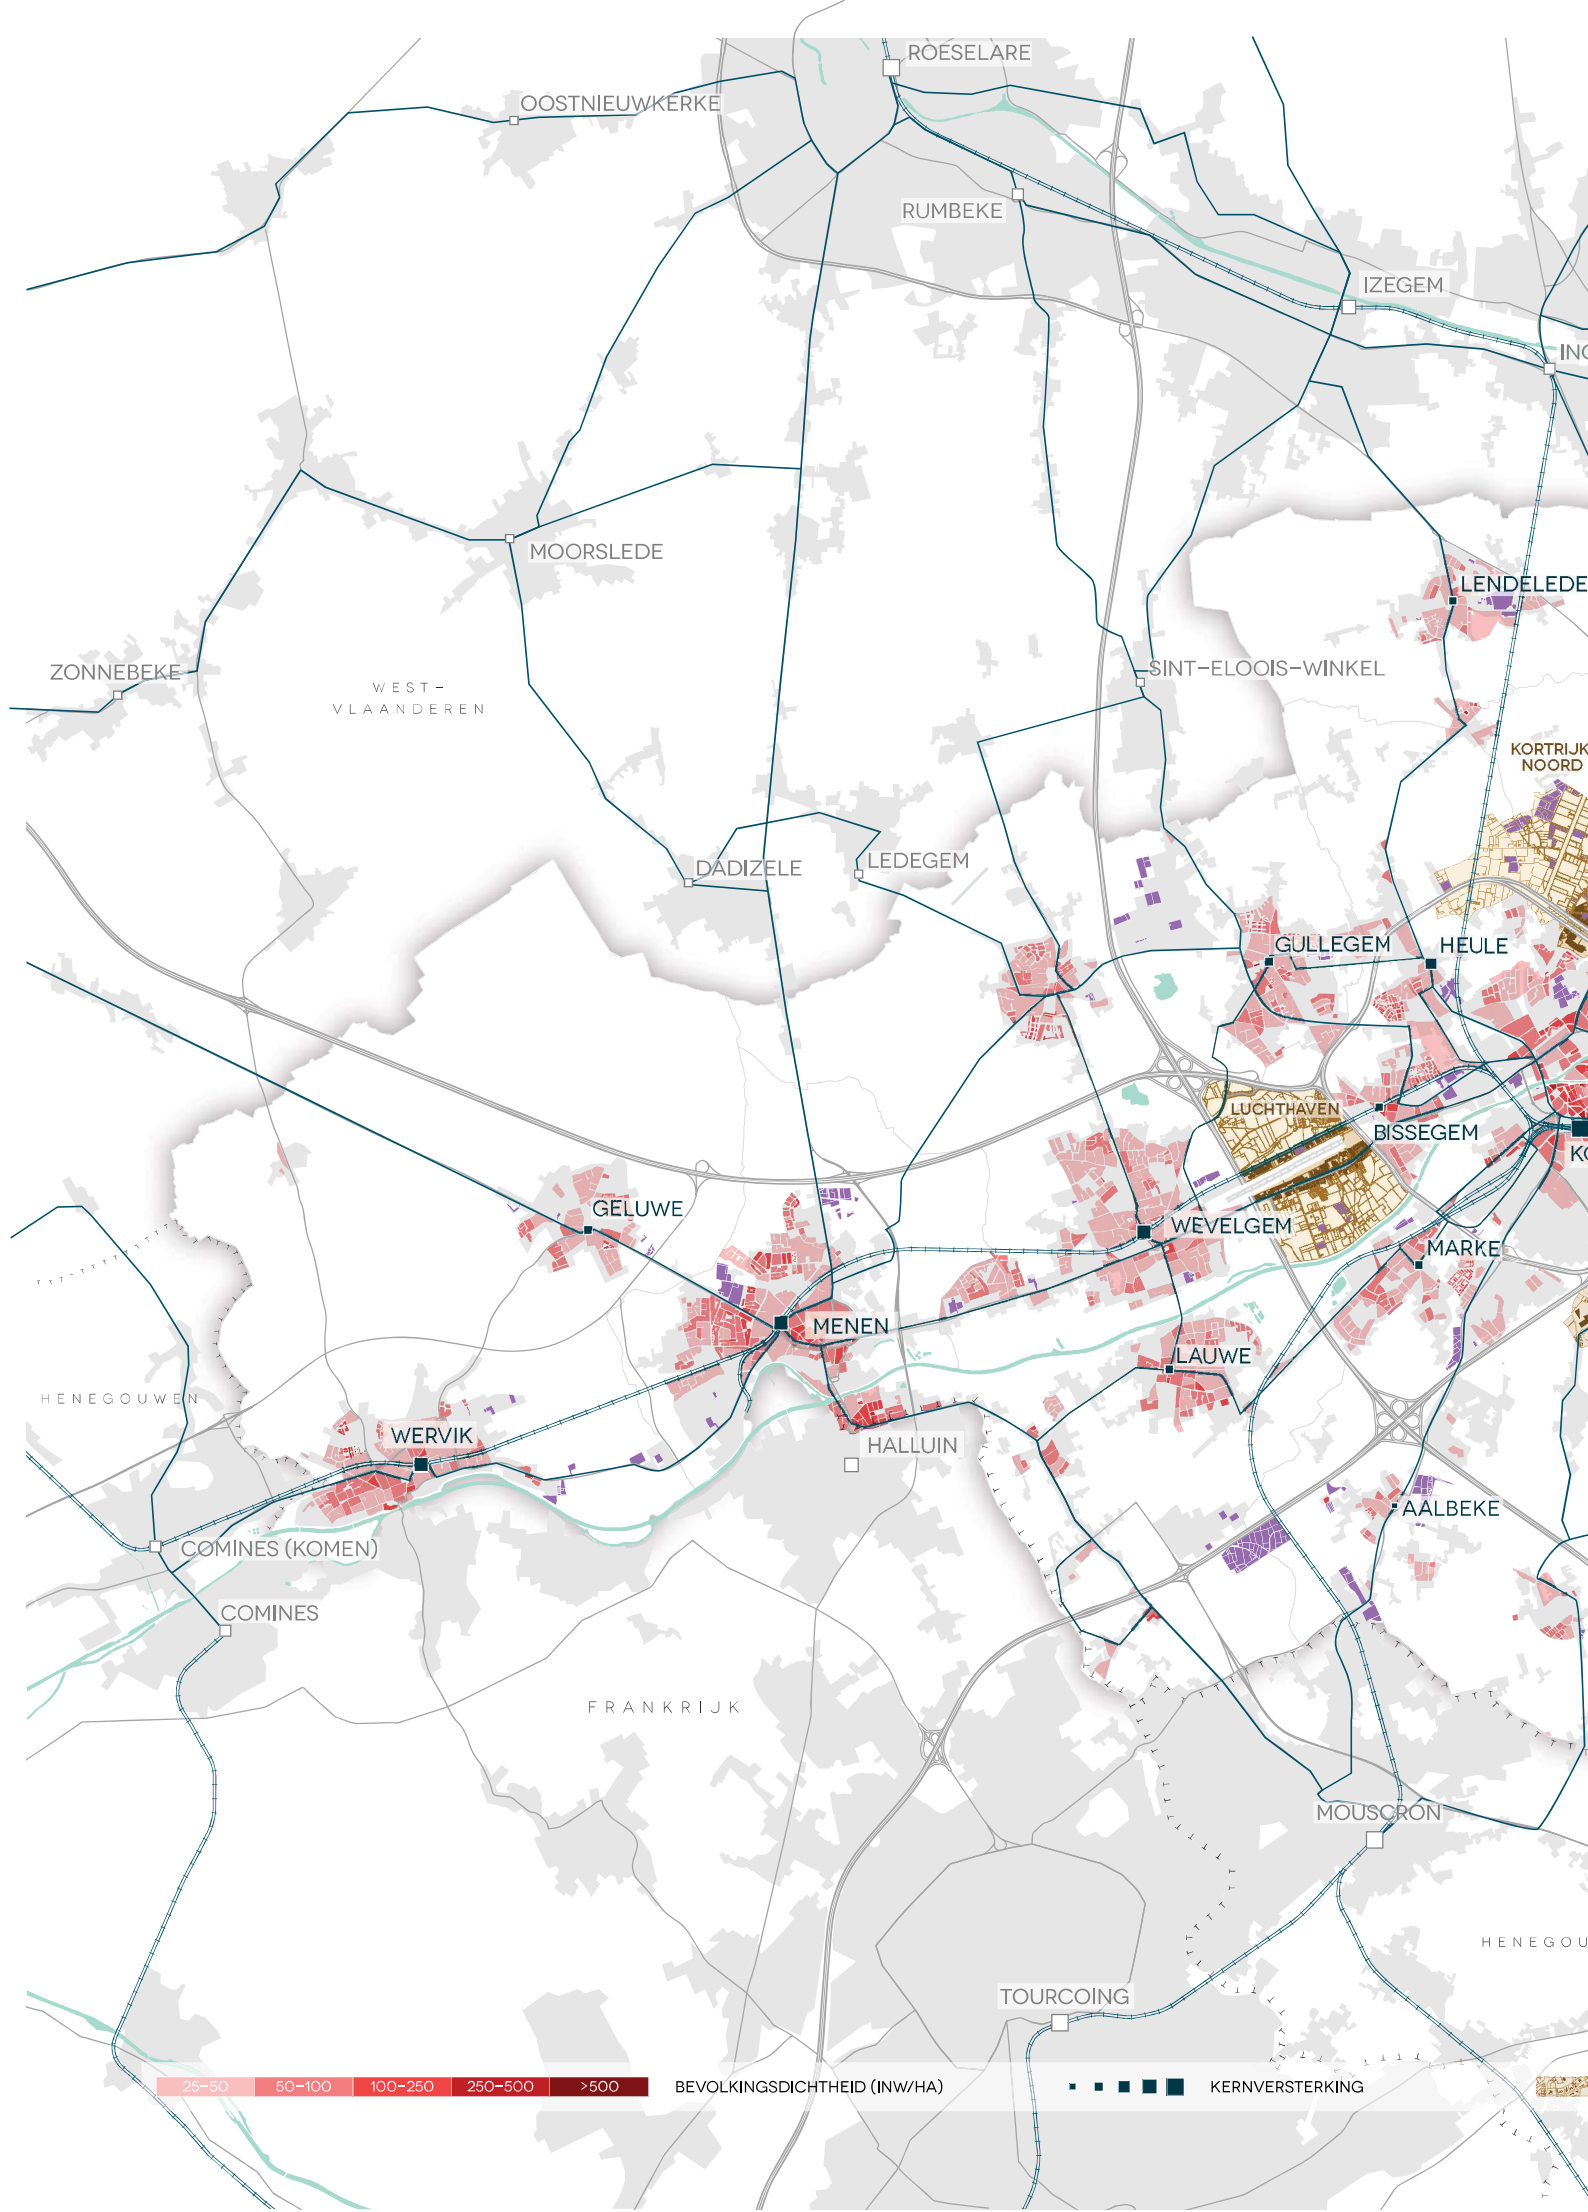 ROESELARE
OOSTNIEUWKERKE
RUMBEKE
IZEGEM
ING
MOORSLEDE
LENDELEDE
ZONNEBEKE
SINT-ELOOIS-WINKEL
WEST-
VLAANDEREN
KORTRIJK
NOORD
DADIZELE
LEDEGEM
GULLEGEM
HEULE
LUCHTHAVEN
BISSEGEM
KO
GELUWE
WEVELGEM
MARKE
MENEN
LAUWE
HENEGOUWEN
WERVIK
HALLUIN
AALBEKE
COMINES (KOMEN)
COMINES
FRANKRIJK
MOUSCRON
HENEGOU
TOURCOING
25-50 50-100 100-250 250-500 >500 BEVOLKINGSDICHTHEID (INW/HA) KERNVERSTERKING